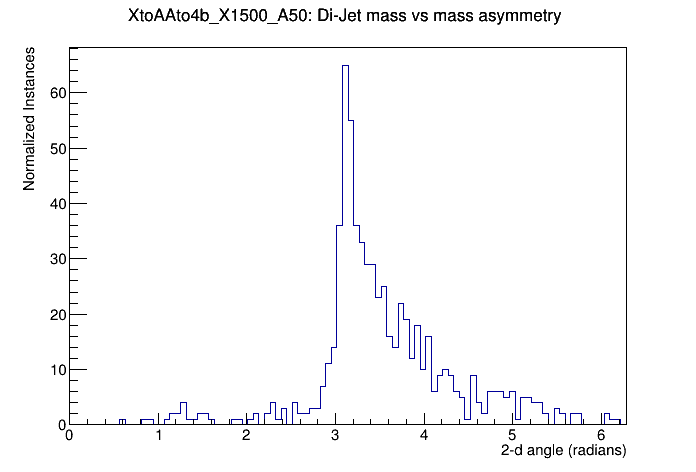 XtoAAto4b_X1500_A50: Di-Jet mass vs mass asymmetry
Normalized Instances
60
50
40
30
20
10
0
0 1 2 3 4 5 6
2-d angle (radians)